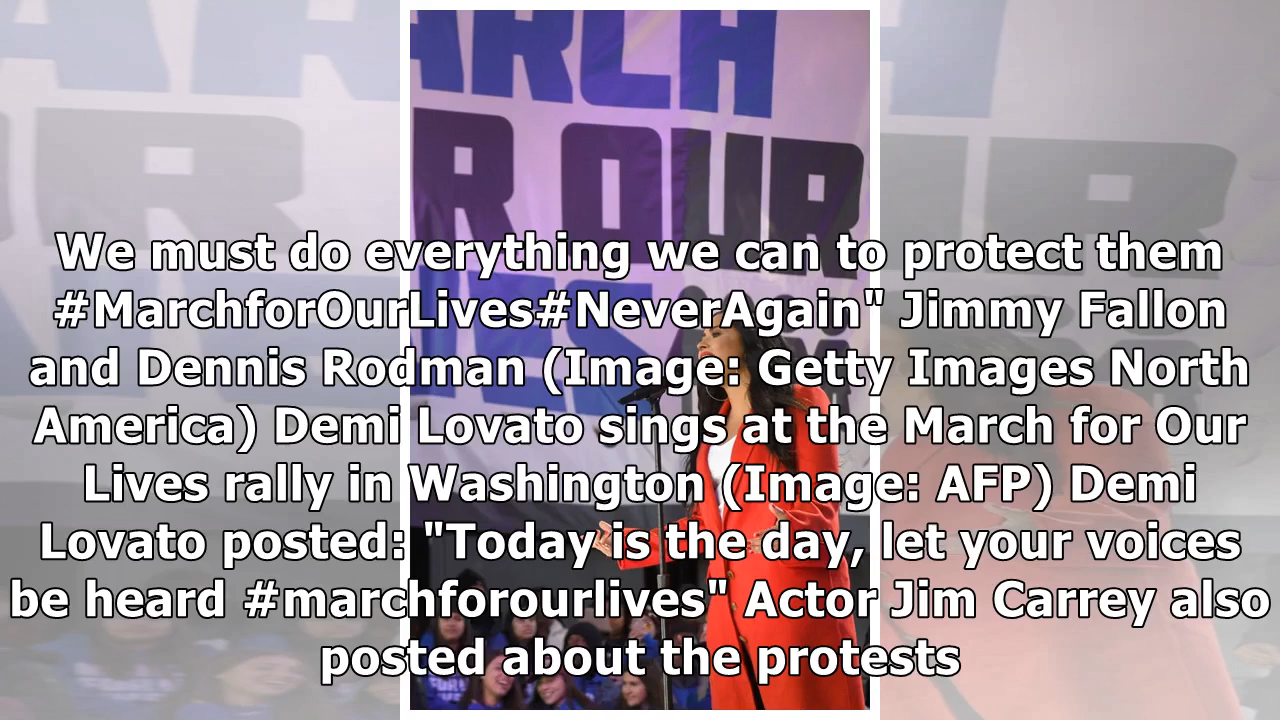 ARCH
R OUR
We must do everything we can to protect them
#MarchforOurLives#NeverAgain" Jimmy Fallon
and Dennis Rodman (Image: Getty Images North
America) Demi Lovato sings at the March for Our
Lives rally in Washington (Image: AFP) Demi
Lovato posted: "Today is the day, let your voices
be heard #marchforourlives" Actor Jim Carrey also
posted about the protests